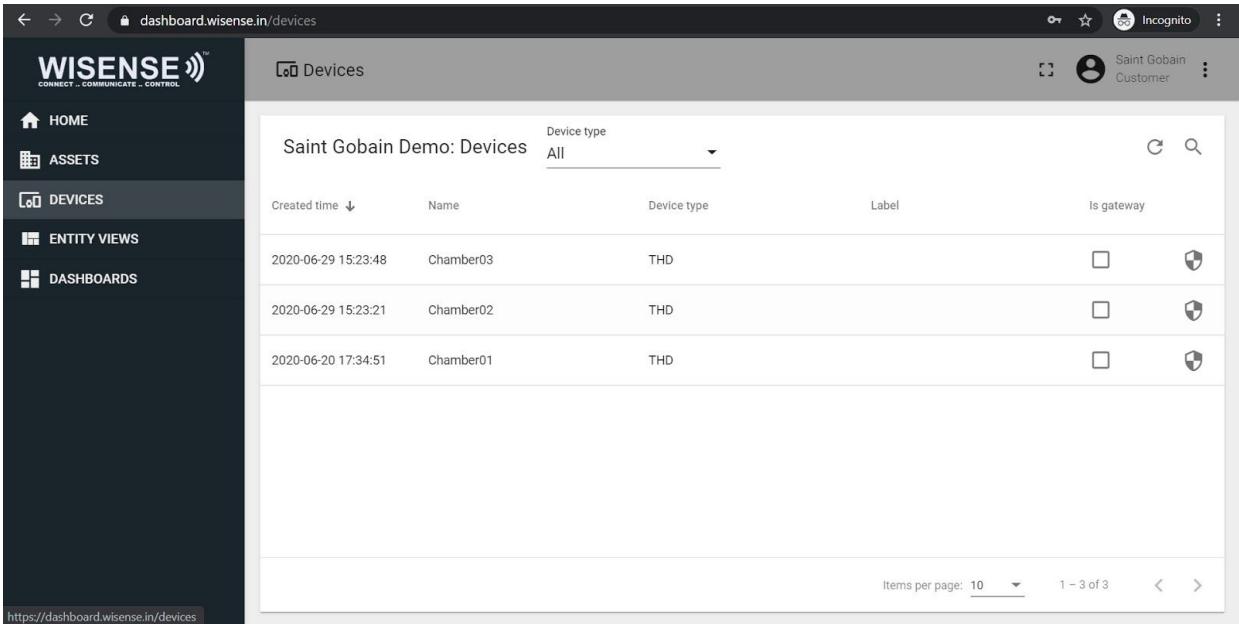 dashboard.wisense.in/devices
Incognito
WISENSE ™
CONNECT .. COMMUNICATE .. CONTROL
HOME
ASSETS
DEVICES
ENTITY VIEWS
DASHBOARDS
Devices
Saint Gobain
Customer
Saint Gobain Demo: Devices
Device type
All
Created time Name Device type Label Is gateway
2020-06-29 15:23:48 Chamber03 THD
2020-06-29 15:23:21 Chamber02 THD
2020-06-20 17:34:51 Chamber01 THD
Items per page: 10 1 – 3 of 3
https://dashboard.wisense.in/devices